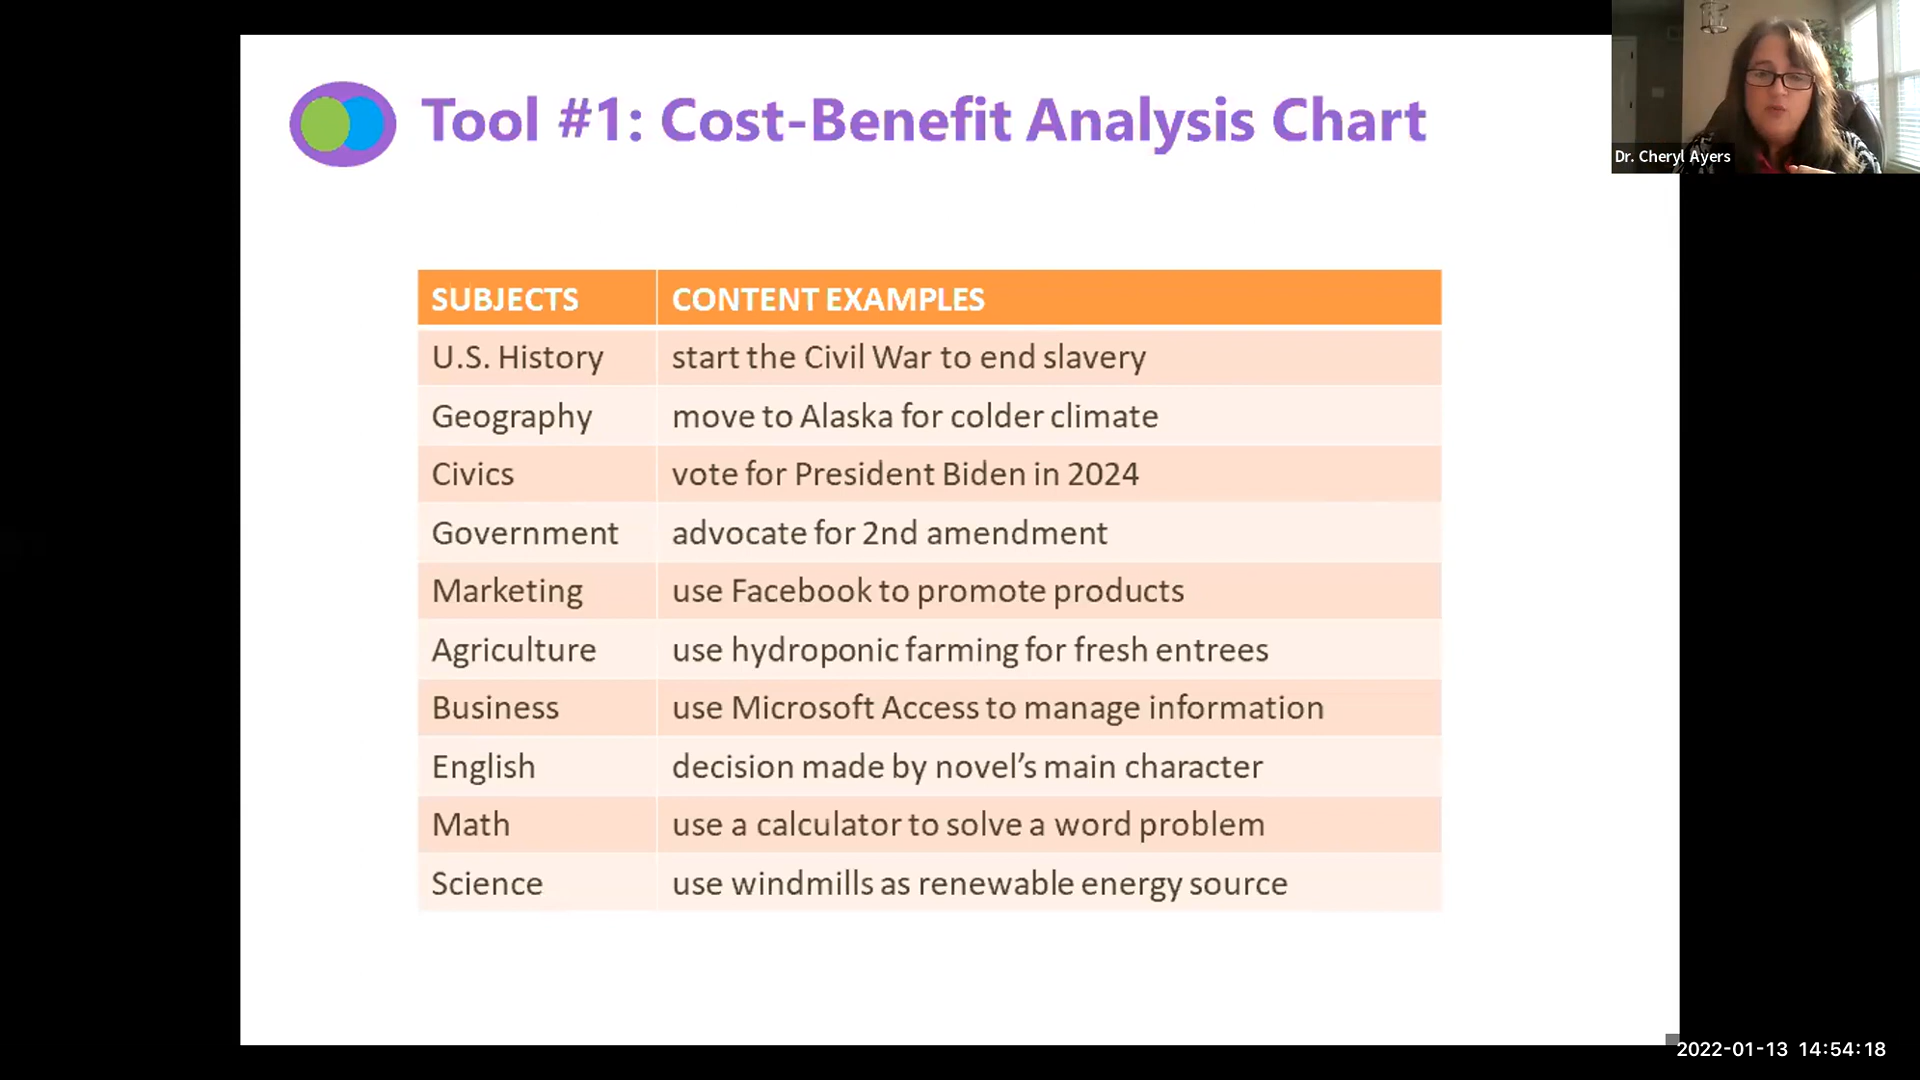 Tool #1: Cost-Benefit Analysis Chart
Dr. Cheryl Ayers
SUBJECTS CONTENT EXAMPLES
U.S. History start the Civil War to end slavery
Geography move to Alaska for colder climate
Civics vote for President Biden in 2024
Government advocate for 2nd amendment
Marketing use Facebook to promote products
Agriculture use hydroponic farming for fresh entrees
Business use Microsoft Access to manage information
English decision made by novel’s main character
Math use a calculator to solve a word problem
Science use windmills as renewable energy source
2022-01-13 14:54:18